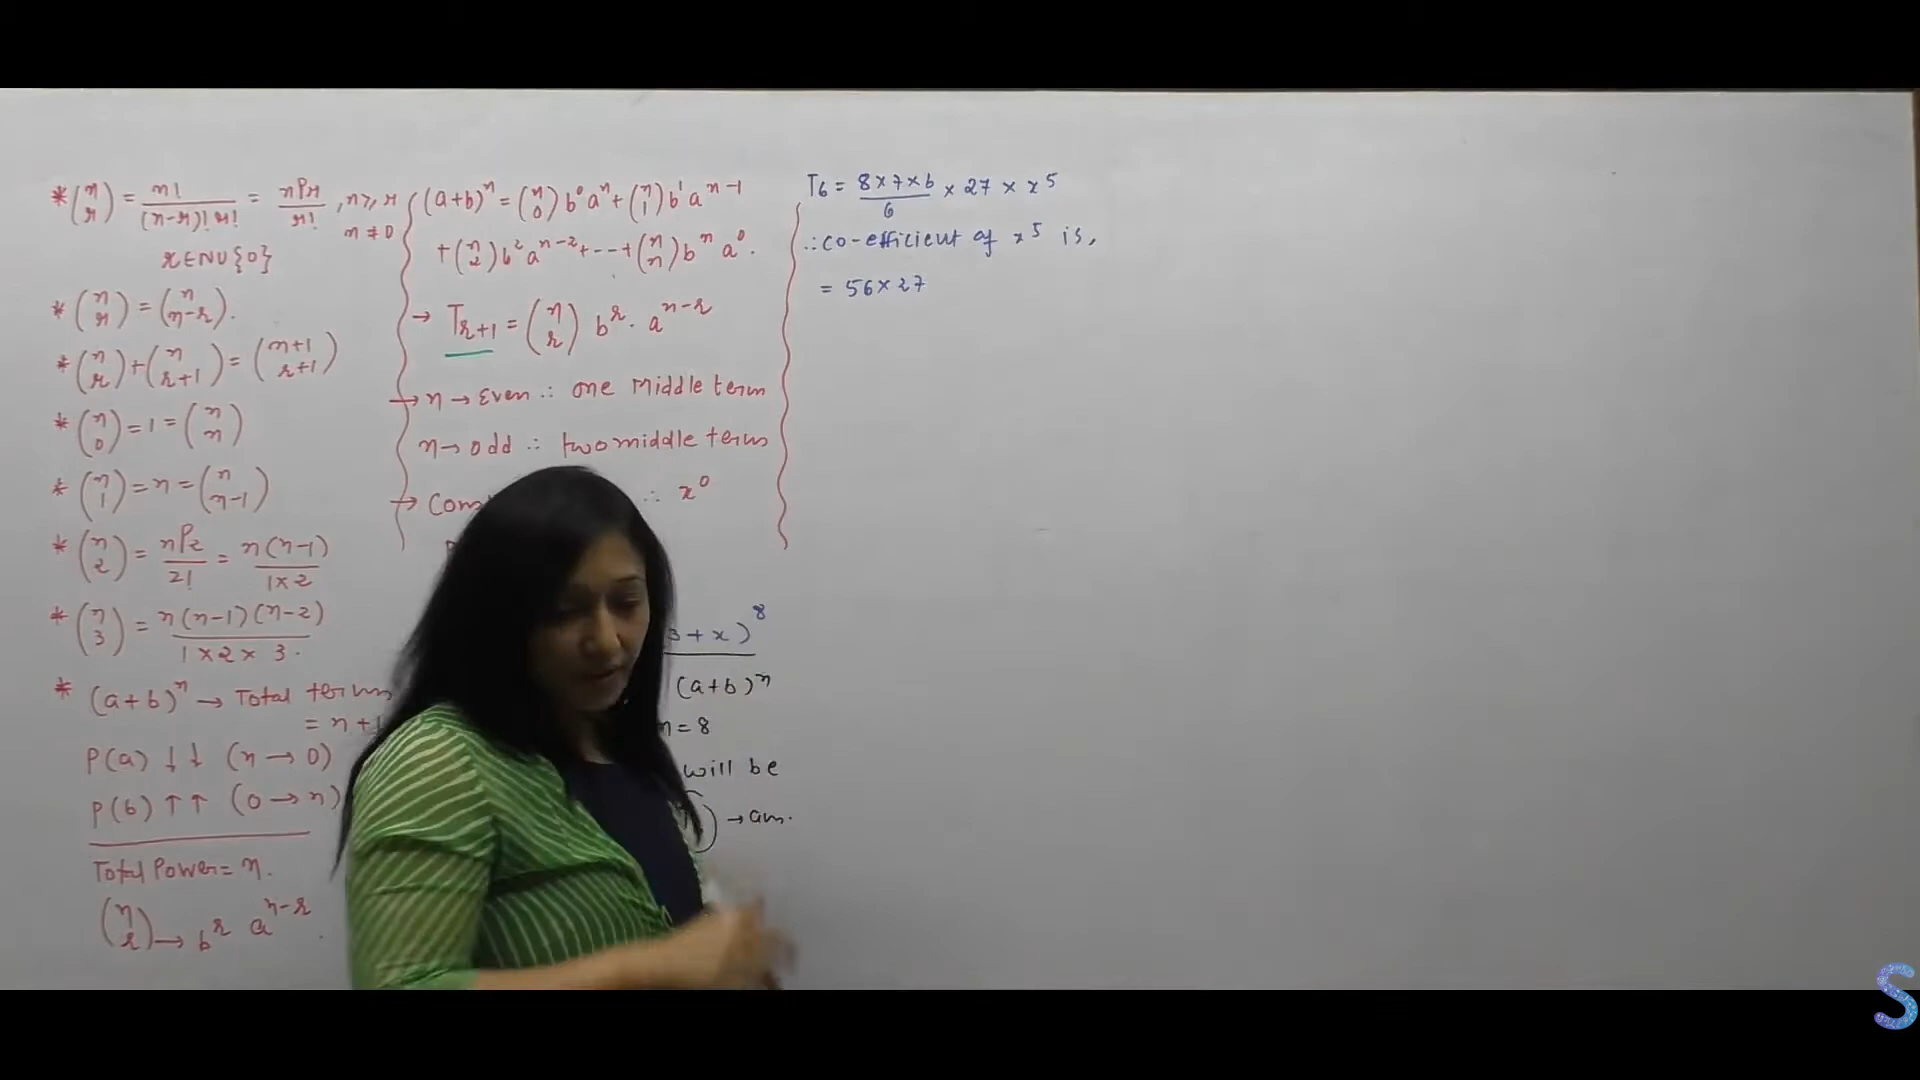 * (n r) = n! / (n-r)! r! = nPr / r! , n ≥ r
n ≠ 0
r ∈ N ∪ {0}
* (n r) = (n n-r).
* (n r) + (n r+1) = (n+1 r+1)
* (n 0) = 1 = (n n)
* (n 1) = n = (n n-1)
* (n 2) = nP2 / 2! = n(n-1) / 1×2
* (n 3) = n(n-1)(n-2) / 1×2×3.
* (a+b)^n → Total terms
= n+1
P(a) ↓↓ (n → 0)
P(b) ↑↑ (0 → n)
Total Power = n.
(n r) → b^r a^n-r .
(a+b)^n = (n 0) b^0 a^n + (n 1) b^1 a^n-1
+ (n 2) b^2 a^n-2 + --- + (n n) b^n a^0.
→ T r+1 = (n r) b^r . a^n-r
→ n → Even ∴ one Middle term
n → odd ∴ two middle term
→ ∴ x^0
3 + x)^8
(a+b)^n
n = 8
will be
→ ans.
T6 = 8×7×6 / 6 × 27 × x^5
∴ co-efficient of x^5 is,
= 56×27
S